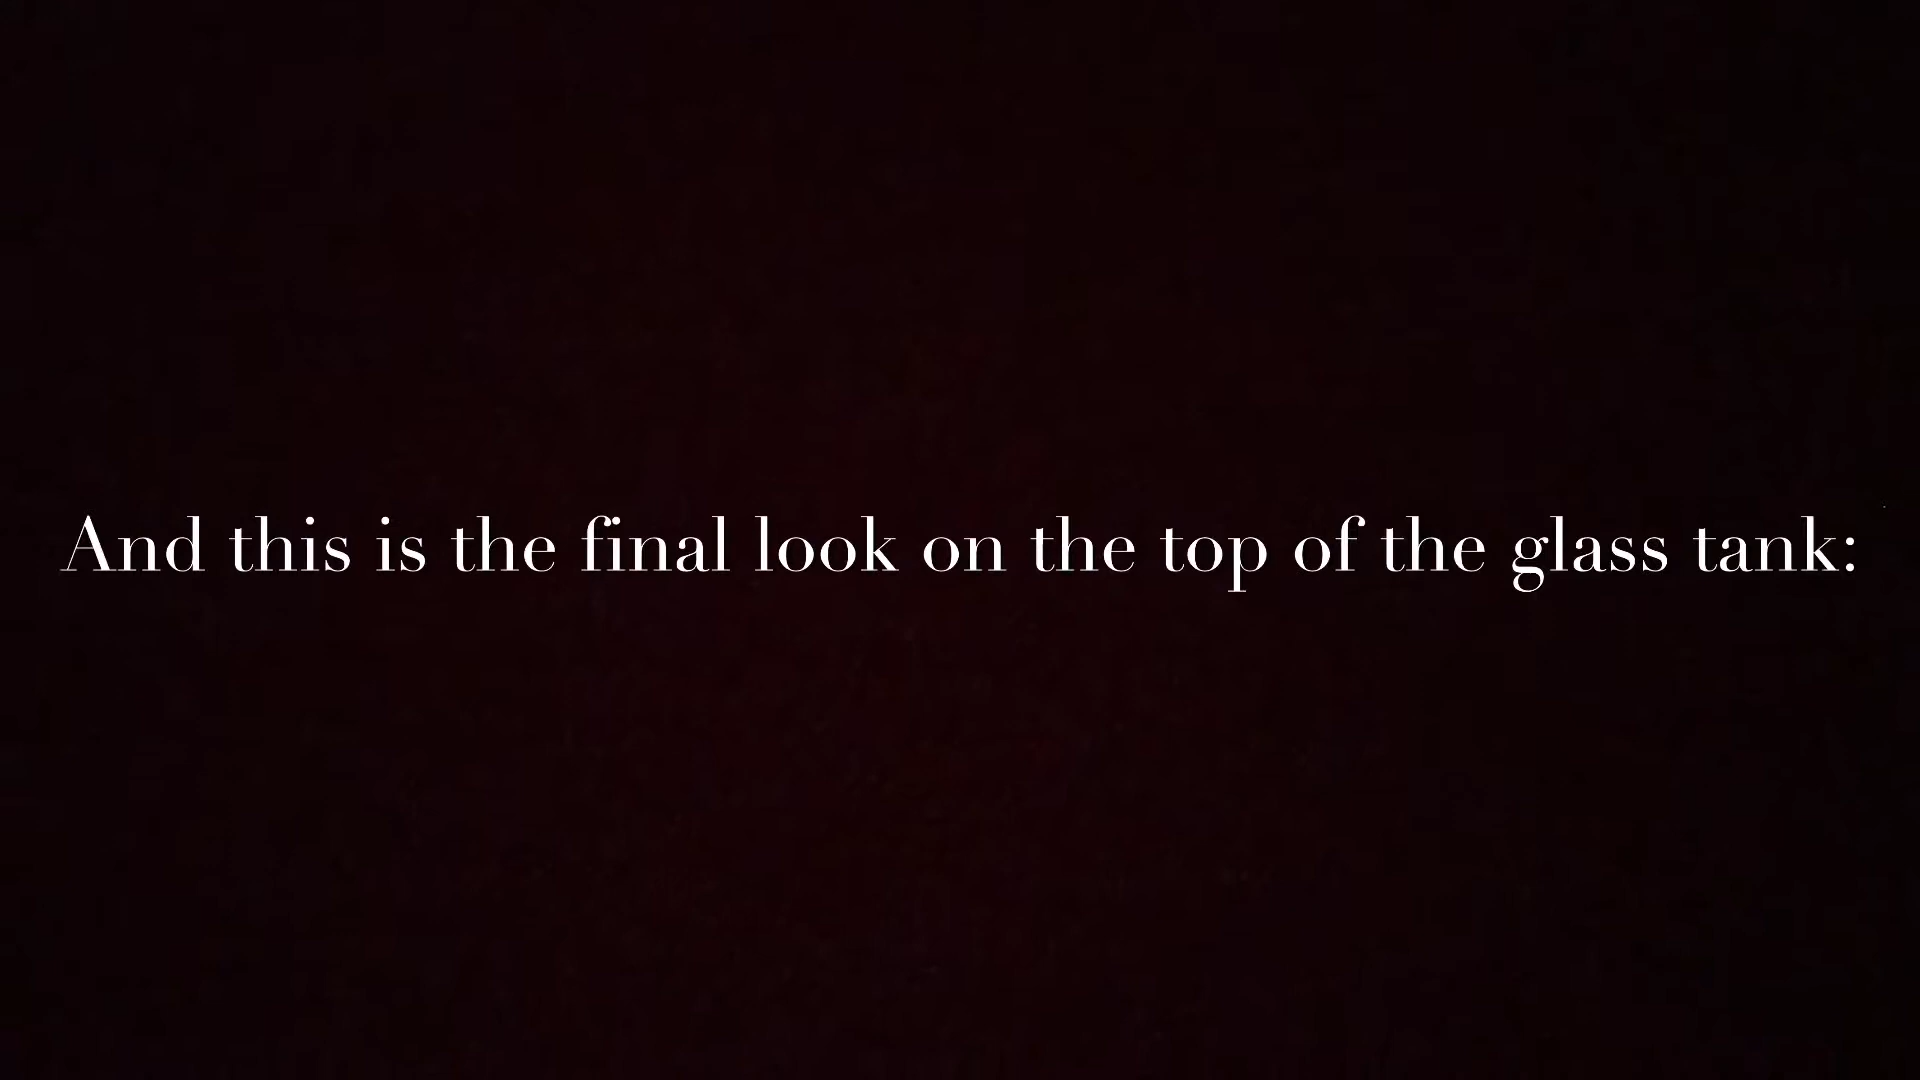 And this is the final look on the top of the glass tank: